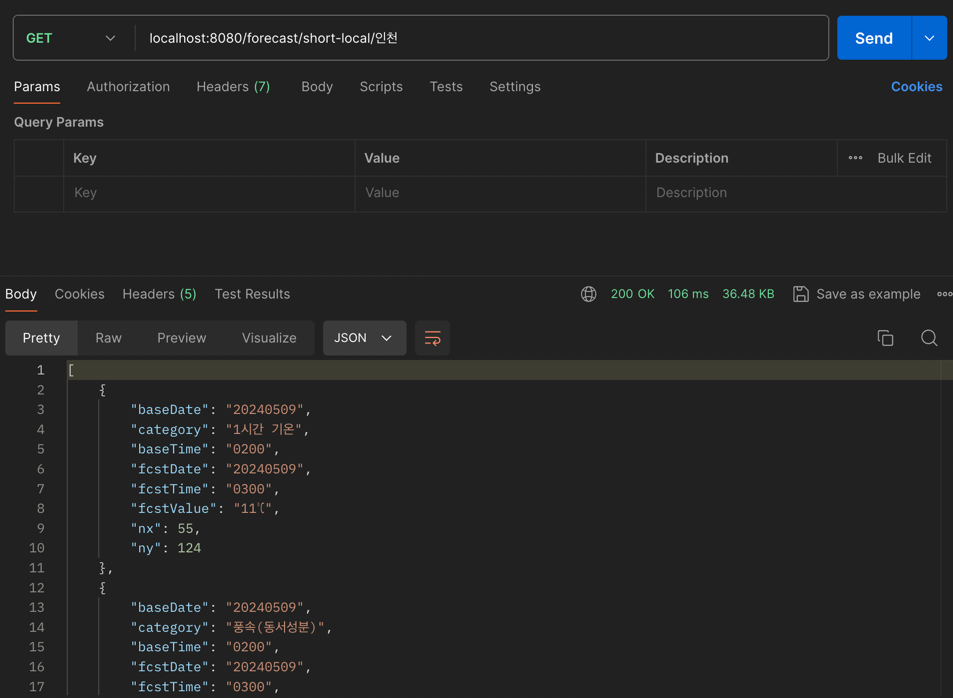 GET localhost:8080/forecast/short-local/인천 Send
Params Authorization Headers (7) Body Scripts Tests Settings Cookies
Query Params
Key Value Description ••• Bulk Edit
Key Value Description
Body Cookies Headers (5) Test Results 200 OK 106 ms 36.48 KB Save as example
Pretty Raw Preview Visualize JSON
1 [
2 {
3 "baseDate": "20240509",
4 "category": "1시간 기온",
5 "baseTime": "0200",
6 "fcstDate": "20240509",
7 "fcstTime": "0300",
8 "fcstValue": "11℃",
9 "nx": 55,
10 "ny": 124
11 },
12 {
13 "baseDate": "20240509",
14 "category": "풍속(동서성분)",
15 "baseTime": "0200",
16 "fcstDate": "20240509",
17 "fcstTime": "0300",